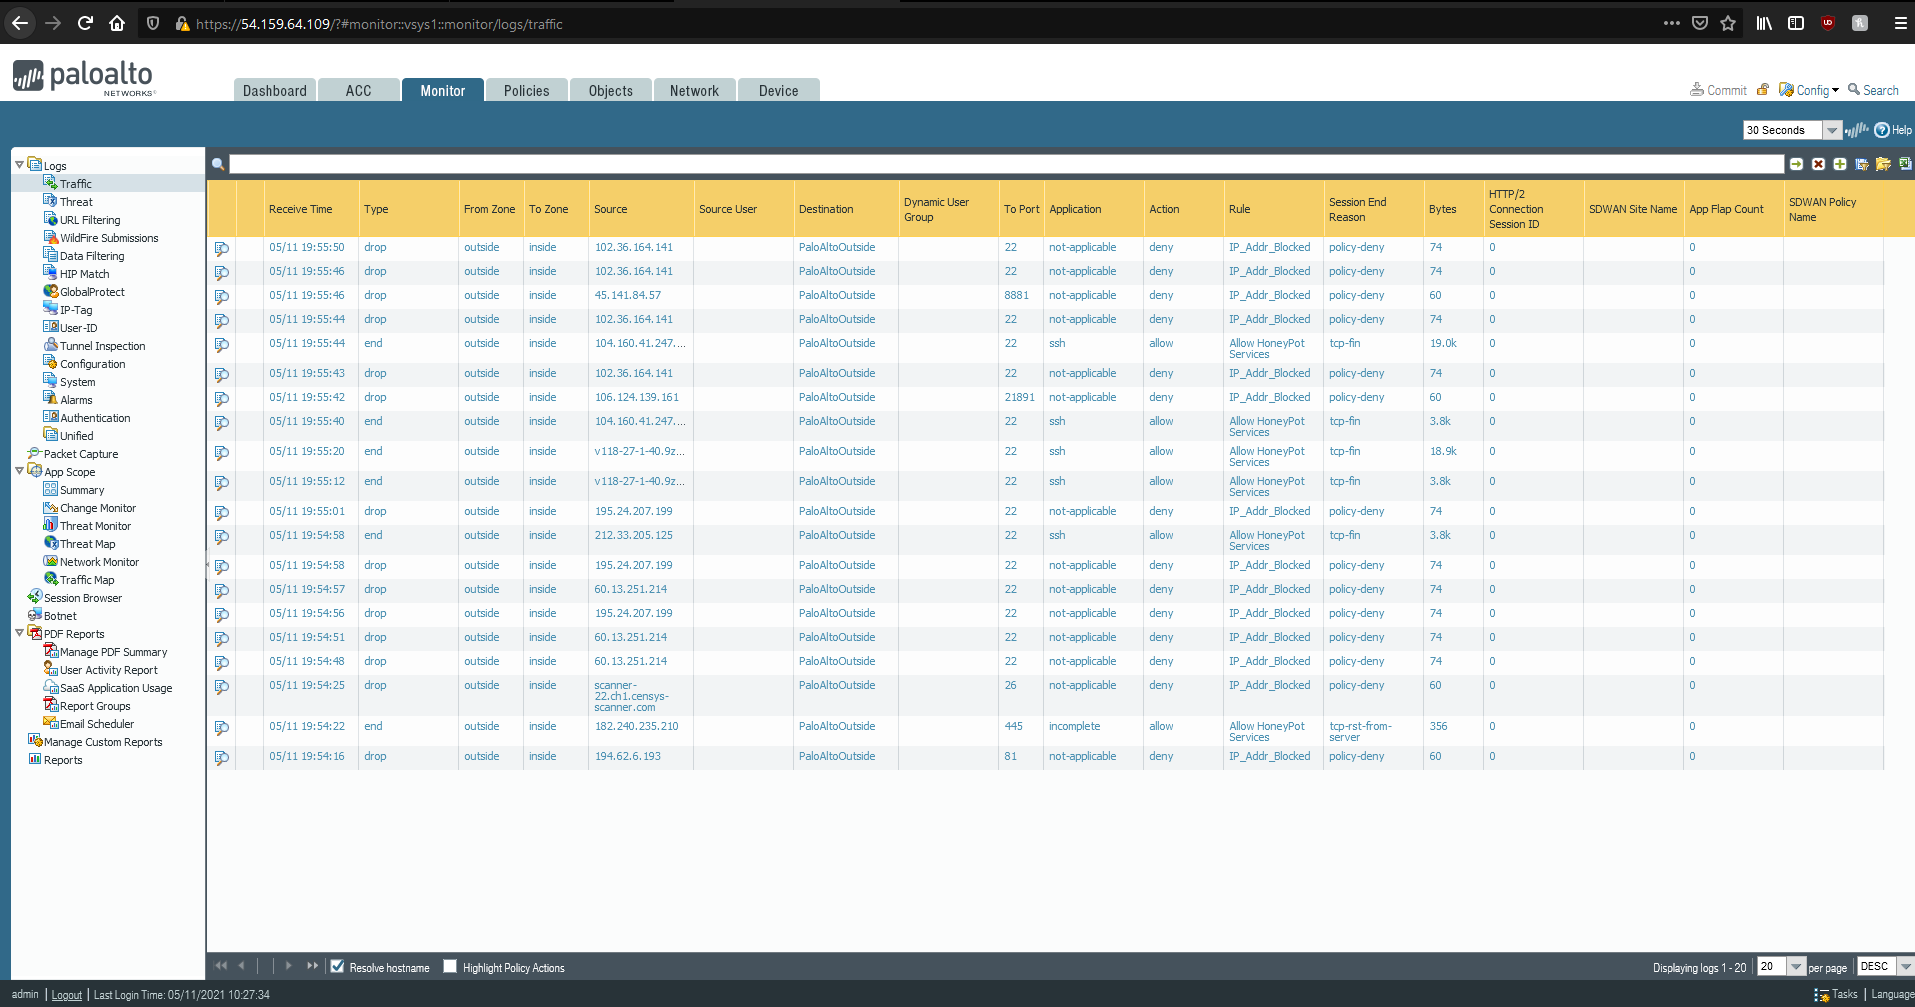 https://54.159.64.109/?#monitor::vsys1::monitor/logs/traffic
paloalto
NETWORKS®
Dashboard ACC Monitor Policies Objects Network Device
Commit Config Search
30 Seconds Help
Logs
Traffic
Threat
URL Filtering
WildFire Submissions
Data Filtering
HIP Match
GlobalProtect
IP-Tag
User-ID
Tunnel Inspection
Configuration
System
Alarms
Authentication
Unified
Packet Capture
App Scope
Summary
Change Monitor
Threat Monitor
Threat Map
Network Monitor
Traffic Map
Session Browser
Botnet
PDF Reports
Manage PDF Summary
User Activity Report
SaaS Application Usage
Report Groups
Email Scheduler
Manage Custom Reports
Reports
Receive Time Type From Zone To Zone Source Source User Destination Dynamic User Group To Port Application Action Rule Session End Reason Bytes HTTP/2 Connection Session ID SDWAN Site Name App Flap Count SDWAN Policy Name
05/11 19:55:50 drop outside inside 102.36.164.141 PaloAltoOutside 22 not-applicable deny IP_Addr_Blocked policy-deny 74 0 0
05/11 19:55:46 drop outside inside 102.36.164.141 PaloAltoOutside 22 not-applicable deny IP_Addr_Blocked policy-deny 74 0 0
05/11 19:55:46 drop outside inside 45.141.84.57 PaloAltoOutside 8881 not-applicable deny IP_Addr_Blocked policy-deny 60 0 0
05/11 19:55:44 drop outside inside 102.36.164.141 PaloAltoOutside 22 not-applicable deny IP_Addr_Blocked policy-deny 74 0 0
05/11 19:55:44 end outside inside 104.160.41.247.... PaloAltoOutside 22 ssh allow Allow HoneyPot Services tcp-fin 19.0k 0 0
05/11 19:55:43 drop outside inside 102.36.164.141 PaloAltoOutside 22 not-applicable deny IP_Addr_Blocked policy-deny 74 0 0
05/11 19:55:42 drop outside inside 106.124.139.161 PaloAltoOutside 21891 not-applicable deny IP_Addr_Blocked policy-deny 60 0 0
05/11 19:55:40 end outside inside 104.160.41.247.... PaloAltoOutside 22 ssh allow Allow HoneyPot Services tcp-fin 3.8k 0 0
05/11 19:55:20 end outside inside v118-27-1-40.9z... PaloAltoOutside 22 ssh allow Allow HoneyPot Services tcp-fin 18.9k 0 0
05/11 19:55:12 end outside inside v118-27-1-40.9z... PaloAltoOutside 22 ssh allow Allow HoneyPot Services tcp-fin 3.8k 0 0
05/11 19:55:01 drop outside inside 195.24.207.199 PaloAltoOutside 22 not-applicable deny IP_Addr_Blocked policy-deny 74 0 0
05/11 19:54:58 end outside inside 212.33.205.125 PaloAltoOutside 22 ssh allow Allow HoneyPot Services tcp-fin 3.8k 0 0
05/11 19:54:58 drop outside inside 195.24.207.199 PaloAltoOutside 22 not-applicable deny IP_Addr_Blocked policy-deny 74 0 0
05/11 19:54:57 drop outside inside 60.13.251.214 PaloAltoOutside 22 not-applicable deny IP_Addr_Blocked policy-deny 74 0 0
05/11 19:54:56 drop outside inside 195.24.207.199 PaloAltoOutside 22 not-applicable deny IP_Addr_Blocked policy-deny 74 0 0
05/11 19:54:51 drop outside inside 60.13.251.214 PaloAltoOutside 22 not-applicable deny IP_Addr_Blocked policy-deny 74 0 0
05/11 19:54:48 drop outside inside 60.13.251.214 PaloAltoOutside 22 not-applicable deny IP_Addr_Blocked policy-deny 74 0 0
05/11 19:54:25 drop outside inside scanner-22.ch1.censys-scanner.com PaloAltoOutside 26 not-applicable deny IP_Addr_Blocked policy-deny 60 0 0
05/11 19:54:22 end outside inside 182.240.235.210 PaloAltoOutside 445 incomplete allow Allow HoneyPot Services tcp-rst-from-server 356 0 0
05/11 19:54:16 drop outside inside 194.62.6.193 PaloAltoOutside 81 not-applicable deny IP_Addr_Blocked policy-deny 60 0 0
Resolve hostname Highlight Policy Actions Displaying logs 1 - 20 20 per page DESC
admin | Logout | Last Login Time: 05/11/2021 10:27:34 Tasks | Language